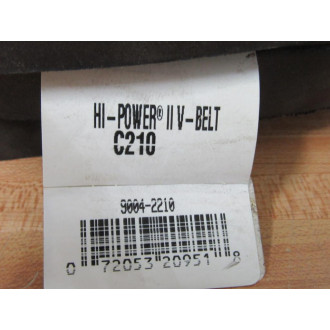 HI-POWER® II V-BELT
C210
9004-2210
0 72053 20951 8